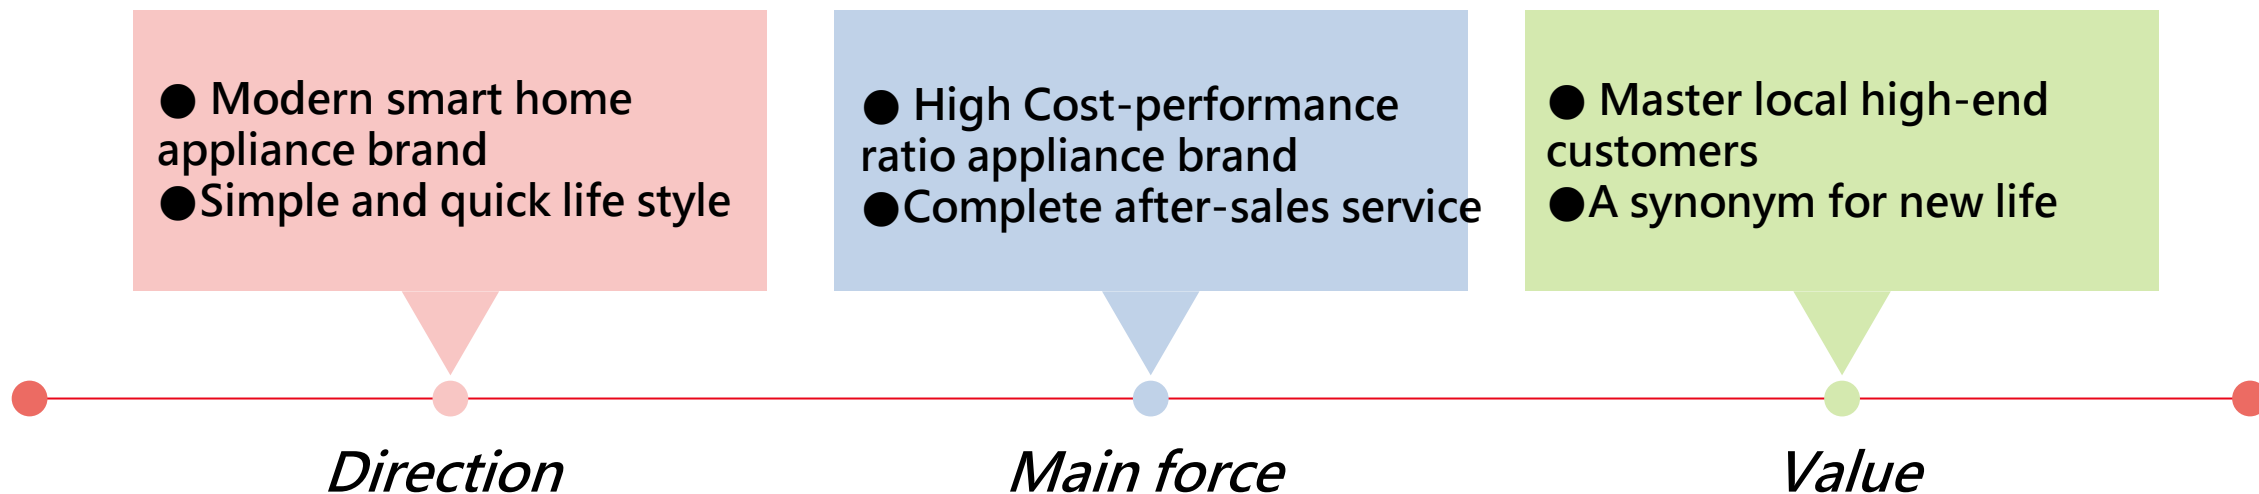 ● Modern smart home
appliance brand
●Simple and quick life style
● High Cost-performance
ratio appliance brand
●Complete after-sales service
● Master local high-end
customers
●A synonym for new life
Direction
Main force
Value